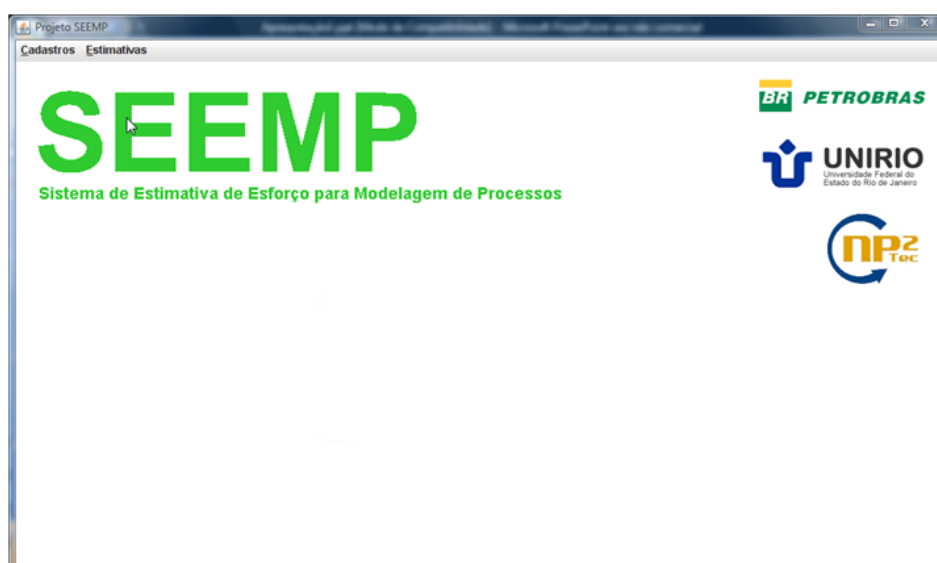 Projeto SEEMP
Cadastros Estimativas
SEEMP
Sistema de Estimativa de Esforço para Modelagem de Processos
BR PETROBRAS
UNIRIO
Universidade Federal do
Estado do Rio de Janeiro
NP2
Tec